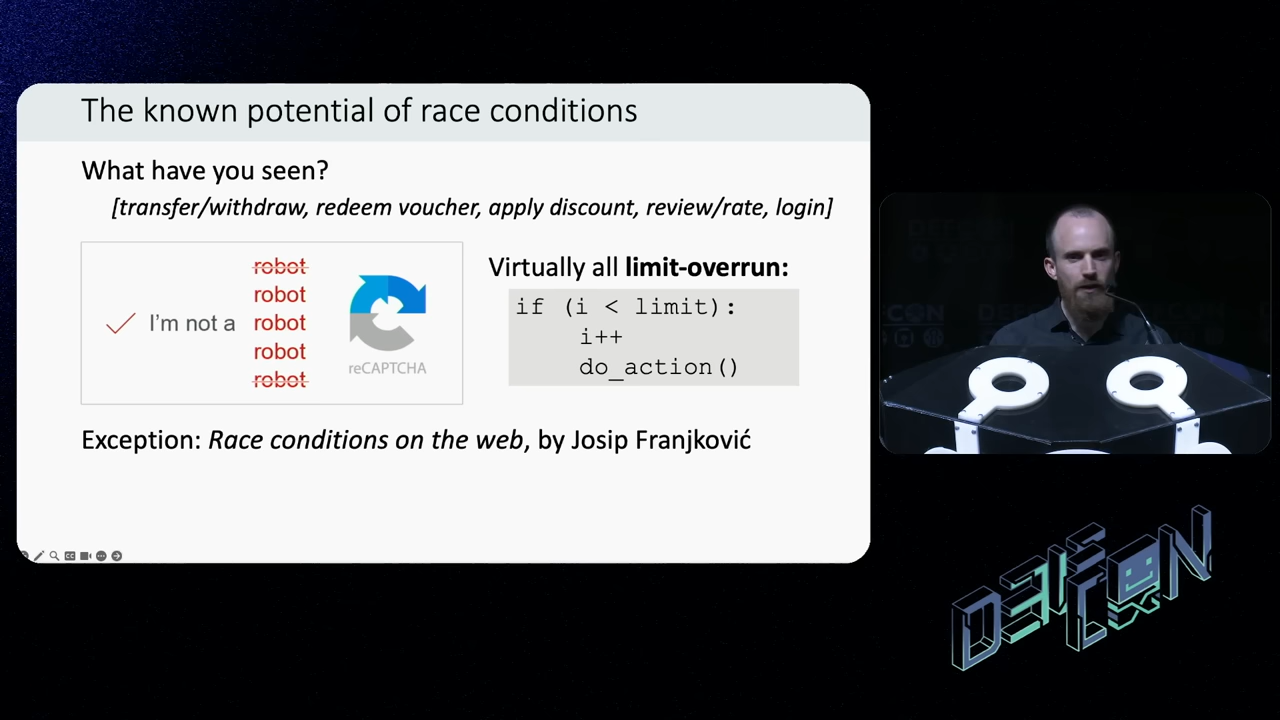 The known potential of race conditions
What have you seen?
[transfer/withdraw, redeem voucher, apply discount, review/rate, login]
I'm not a
robot
robot
robot
robot
robot
reCAPTCHA
Virtually all limit-overrun:
if (i < limit):
i++
do_action()
Exception: Race conditions on the web, by Josip Franjković
DEF CON